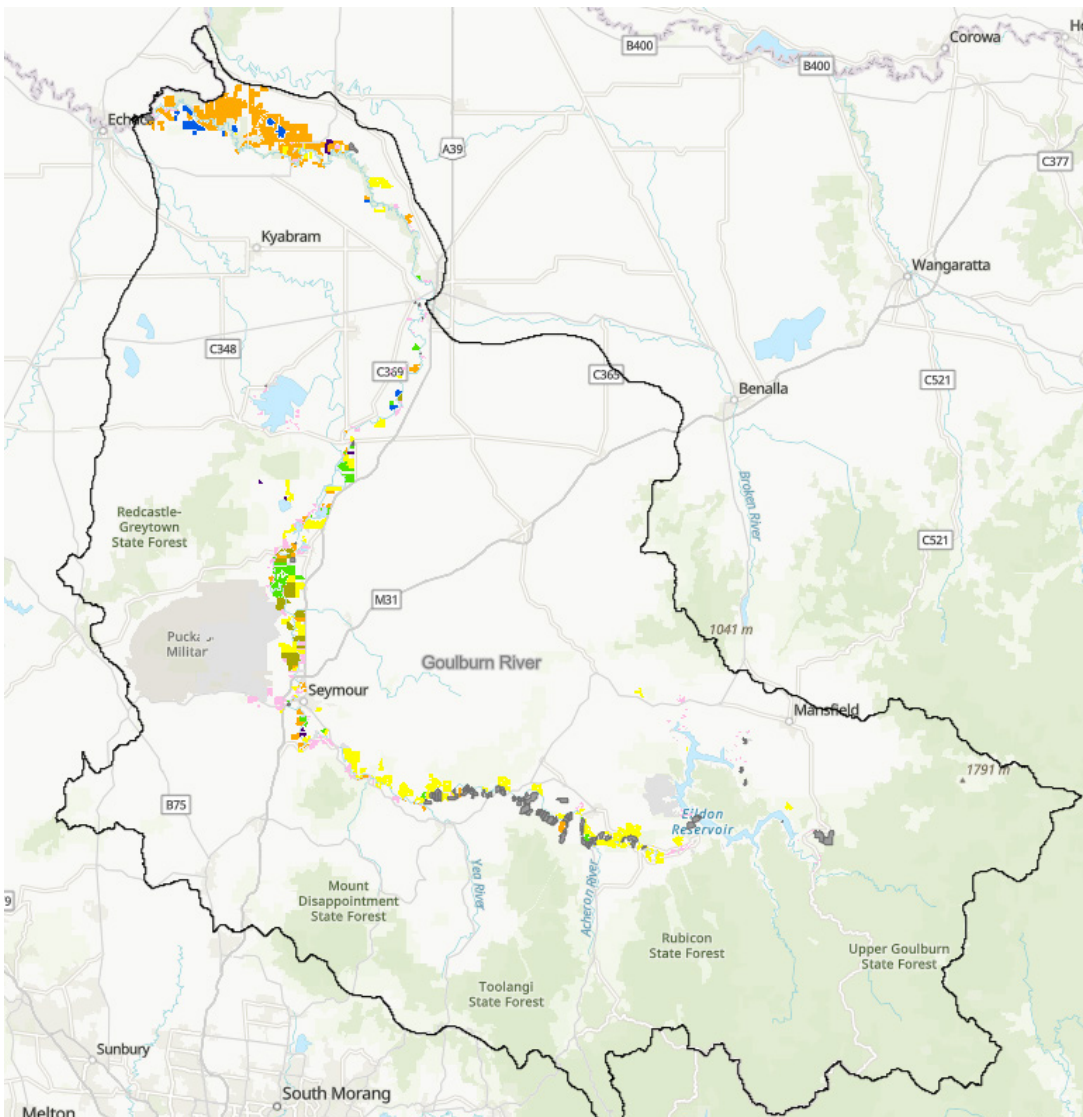 Corowa
B400
B400
Echuca
A39
C377
Kyabram
Wangaratta
C348
C369
C365
C521
Benalla
Broken River
Redcastle-
Greytown
State Forest
C521
M31
1041 m
Goulburn River
Seymour
Mansfield
1791 m
B75
Eildon
Reservoir
Yea River
Acheron River
Mount
Disappointment
State Forest
Rubicon
State Forest
Upper Goulburn
State Forest
Toolangi
State Forest
Sunbury
South Morang
Melton